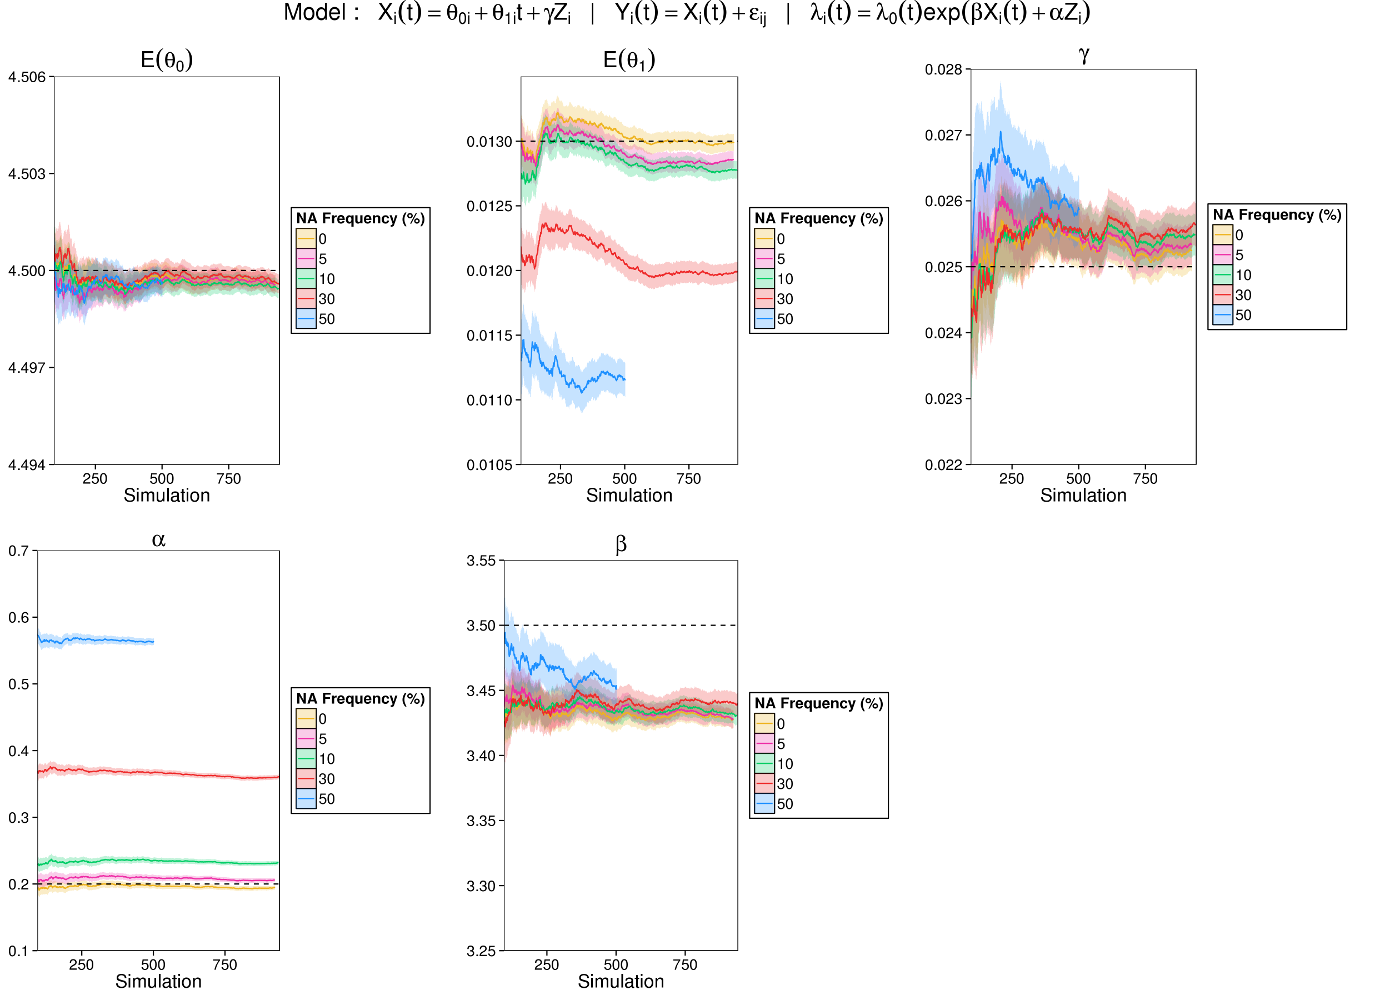 Model : Xᵢ(t) = θ₀ᵢ + θ₁ᵢt + γZᵢ | Yᵢ(t) = Xᵢ(t) + εᵢⱼ | λᵢ(t) = λ₀(t)exp(βXᵢ(t) + αZᵢ)
E(θ₀)
4.506
4.503
4.500
4.497
4.494
250 500 750
Simulation
NA Frequency (%)
0
5
10
30
50
E(θ₁)
0.0130
0.0125
0.0120
0.0115
0.0110
0.0105
250 500 750
Simulation
NA Frequency (%)
0
5
10
30
50
γ
0.028
0.027
0.026
0.025
0.024
0.023
0.022
250 500 750
Simulation
NA Frequency (%)
0
5
10
30
50
α
0.7
0.6
0.5
0.4
0.3
0.2
0.1
250 500 750
Simulation
NA Frequency (%)
0
5
10
30
50
β
3.55
3.50
3.45
3.40
3.35
3.30
3.25
250 500 750
Simulation
NA Frequency (%)
0
5
10
30
50